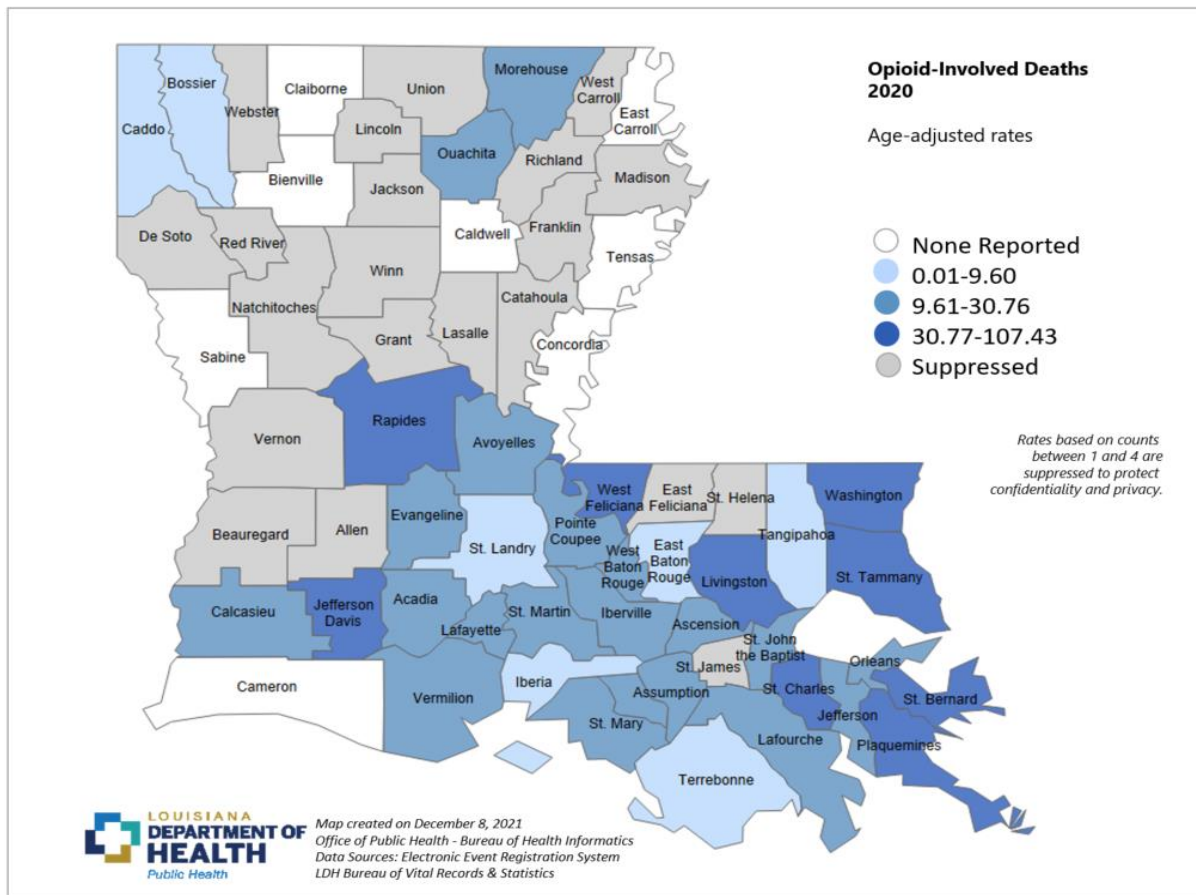 Opioid-Involved Deaths
2020
Age-adjusted rates
None Reported
0.01-9.60
9.61-30.76
30.77-107.43
Suppressed
Rates based on counts
between 1 and 4 are
suppressed to protect
confidentiality and privacy.
Caddo
Bossier
Webster
Claiborne
Union
Morehouse
West
Carroll
East
Carroll
Lincoln
Ouachita
Richland
Madison
Bienville
Jackson
De Soto
Red River
Caldwell
Franklin
Tensas
Winn
Natchitoches
Catahoula
Grant
Lasalle
Concordia
Sabine
Rapides
Vernon
Avoyelles
West
Feliciana
East
Feliciana
St. Helena
Washington
Beauregard
Allen
Evangeline
St. Landry
Pointe
Coupee
West
Baton
Rouge
East
Baton
Rouge
Tangipahoa
Livingston
St. Tammany
Calcasieu
Jefferson
Davis
Acadia
Lafayette
St. Martin
Iberville
Ascension
St. John
the Baptist
Orleans
St. James
Cameron
Vermilion
Iberia
Assumption
St. Charles
St. Bernard
Jefferson
St. Mary
Lafourche
Plaquemines
Terrebonne
LOUISIANA
DEPARTMENT OF
HEALTH
Public Health
Map created on December 8, 2021
Office of Public Health - Bureau of Health Informatics
Data Sources: Electronic Event Registration System
LDH Bureau of Vital Records & Statistics